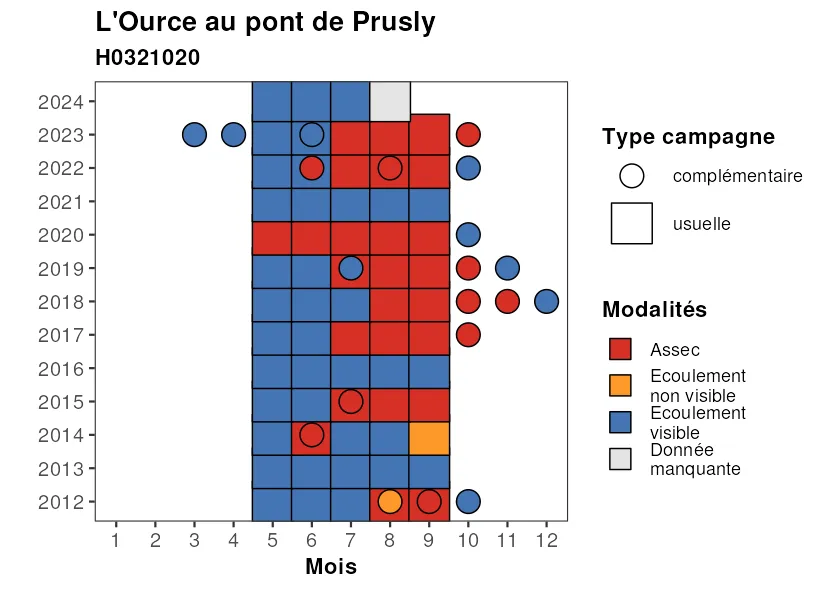 L'Ource au pont de Prusly
H0321020
2024
2023
2022
2021
2020
2019
2018
2017
2016
2015
2014
2013
2012
1 2 3 4 5 6 7 8 9 10 11 12
Mois
Type campagne
complémentaire
usuelle
Modalités
Assec
Ecoulement
non visible
Ecoulement
visible
Donnée
manquante